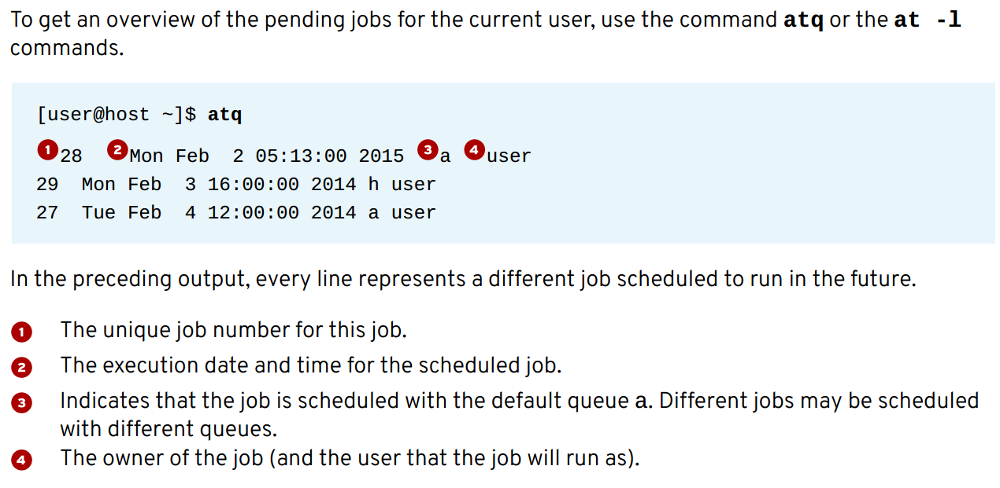 To get an overview of the pending jobs for the current user, use the command atq or the at -l
commands.
[user@host ~]$ atq
1 28 2 Mon Feb  2 05:13:00 2015 3 a 4 user
29  Mon Feb  3 16:00:00 2014 h user
27  Tue Feb  4 12:00:00 2014 a user
In the preceding output, every line represents a different job scheduled to run in the future.
1 The unique job number for this job.
2 The execution date and time for the scheduled job.
3 Indicates that the job is scheduled with the default queue a. Different jobs may be scheduled
with different queues.
4 The owner of the job (and the user that the job will run as).